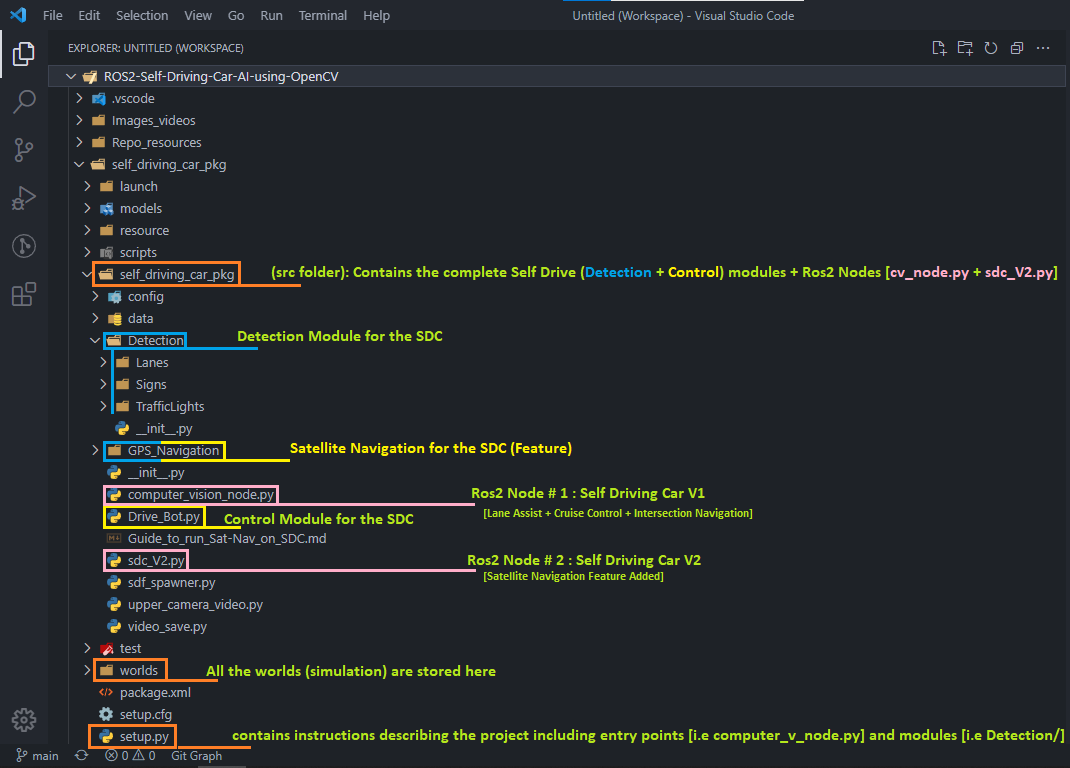 File Edit Selection View Go Run Terminal Help Untitled (Workspace) - Visual Studio Code
EXPLORER: UNTITLED (WORKSPACE)
ROS2-Self-Driving-Car-AI-using-OpenCV
.vscode
Images_videos
Repo_resources
self_driving_car_pkg
launch
models
resource
scripts
self_driving_car_pkg (src folder): Contains the complete Self Drive (Detection + Control) modules + Ros2 Nodes [cv_node.py + sdc_V2.py]
config
data
Detection Detection Module for the SDC
Lanes
Signs
TrafficLights
__init__.py
GPS_Navigation Satellite Navigation for the SDC (Feature)
__init__.py
computer_vision_node.py Ros2 Node # 1 : Self Driving Car V1
[Lane Assist + Cruise Control + Intersection Navigation]
Drive_Bot.py Control Module for the SDC
Guide_to_run_Sat-Nav_on_SDC.md
sdc_V2.py Ros2 Node # 2 : Self Driving Car V2
[Satellite Navigation Feature Added]
sdf_spawner.py
upper_camera_video.py
video_save.py
test
worlds All the worlds (simulation) are stored here
package.xml
setup.cfg
setup.py contains instructions describing the project including entry points [i.e computer_v_node.py] and modules [i.e Detection/]
main 0 0 Git Graph